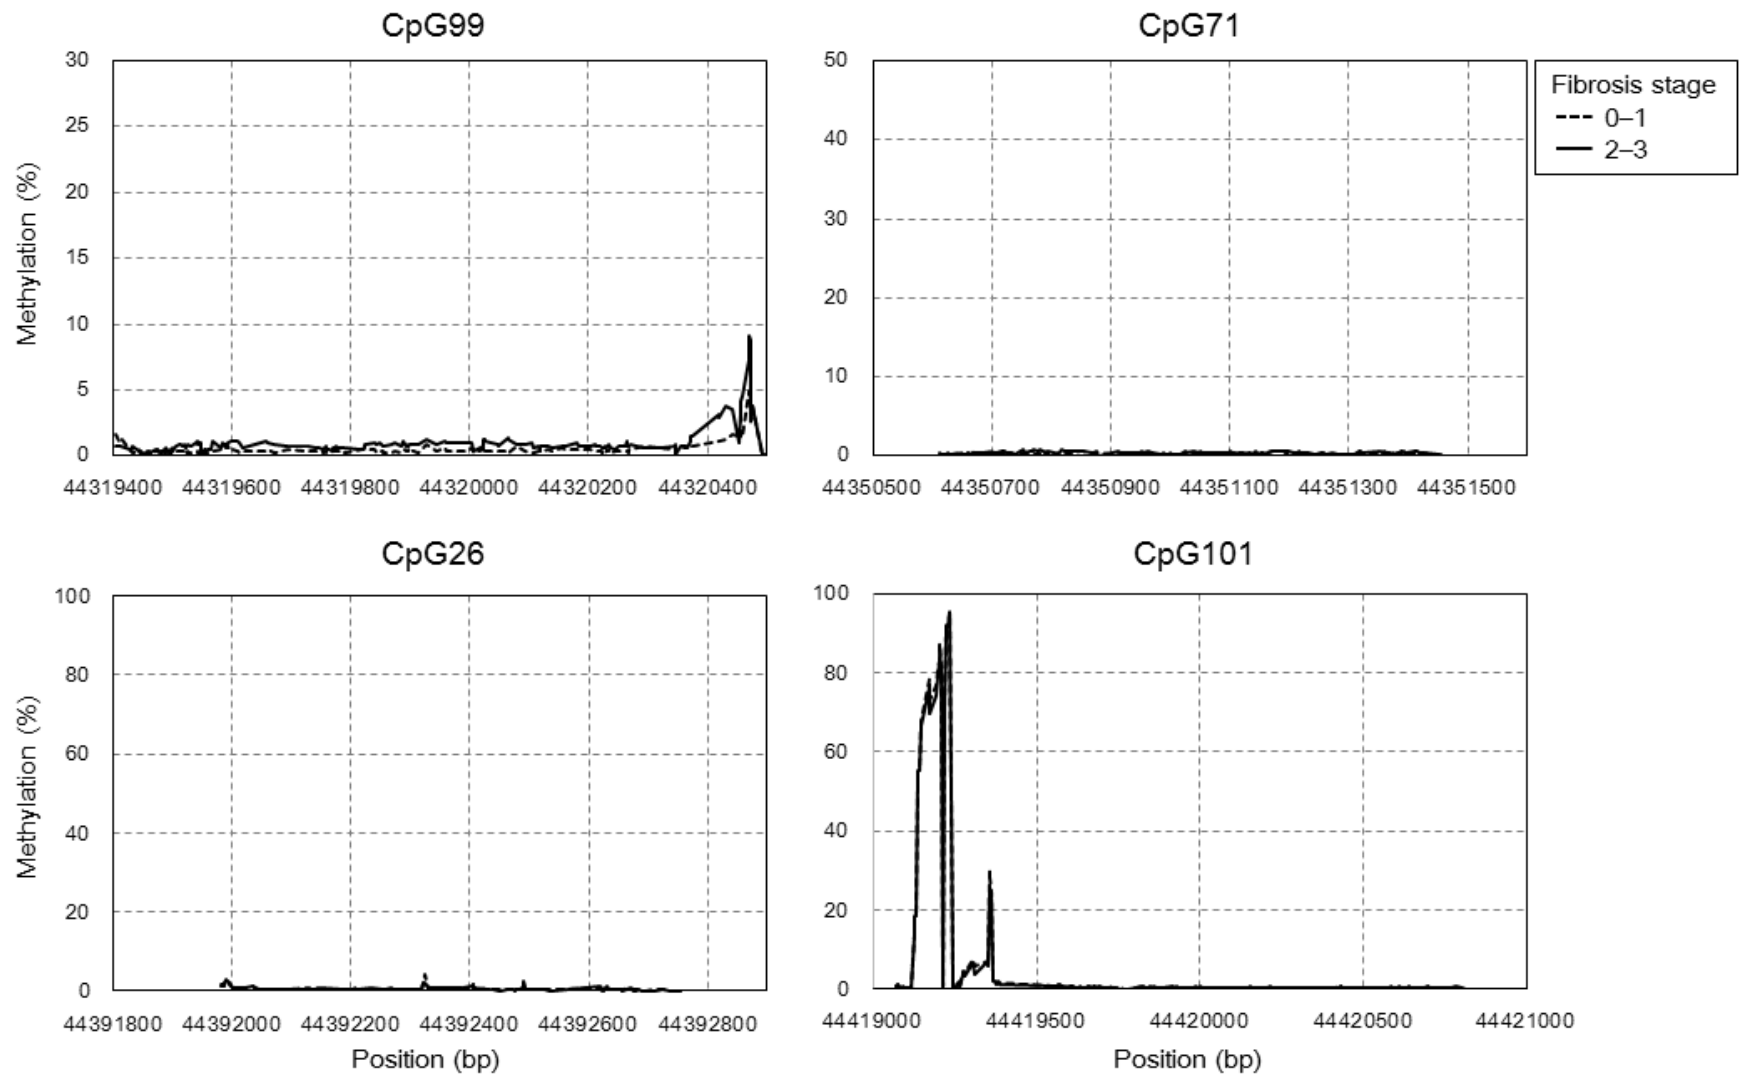 CpG99
30
25
20
15
10
5
0
Methylation (%)
44319400 44319600 44319800 44320000 44320200 44320400
CpG71
50
40
30
20
10
0
44350500 44350700 44350900 44351100 44351300 44351500
Fibrosis stage
0–1
2–3
CpG26
100
80
60
40
20
0
Methylation (%)
44391800 44392000 44392200 44392400 44392600 44392800
Position (bp)
CpG101
100
80
60
40
20
0
44419000 44419500 44420000 44420500 44421000
Position (bp)